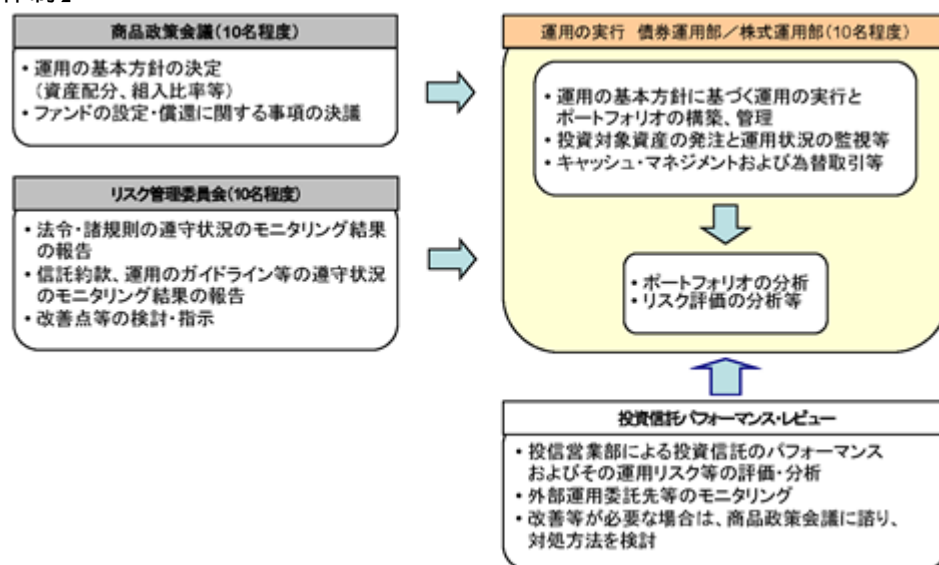 商品政策会議(10名程度)
・運用の基本方針の決定
(資産配分、組入比率等)
・ファンドの設定・償還に関する事項の決議
リスク管理委員会(10名程度)
・法令・諸規則の遵守状況のモニタリング結果
の報告
・信託約款、運用のガイドライン等の遵守状況
のモニタリング結果の報告
・改善点等の検討・指示
運用の実行 債券運用部/株式運用部(10名程度)
・運用の基本方針に基づく運用の実行と
ポートフォリオの構築、管理
・投資対象資産の発注と運用状況の監視等
・キャッシュ・マネジメントおよび為替取引等
・ポートフォリオの分析
・リスク評価の分析等
投資信託パフォーマンス・レビュー
・投信営業部による投資信託のパフォーマンス
およびその運用リスク等の評価・分析
・外部運用委託先等のモニタリング
・改善等が必要な場合は、商品政策会議に諮り、
対処方法を検討